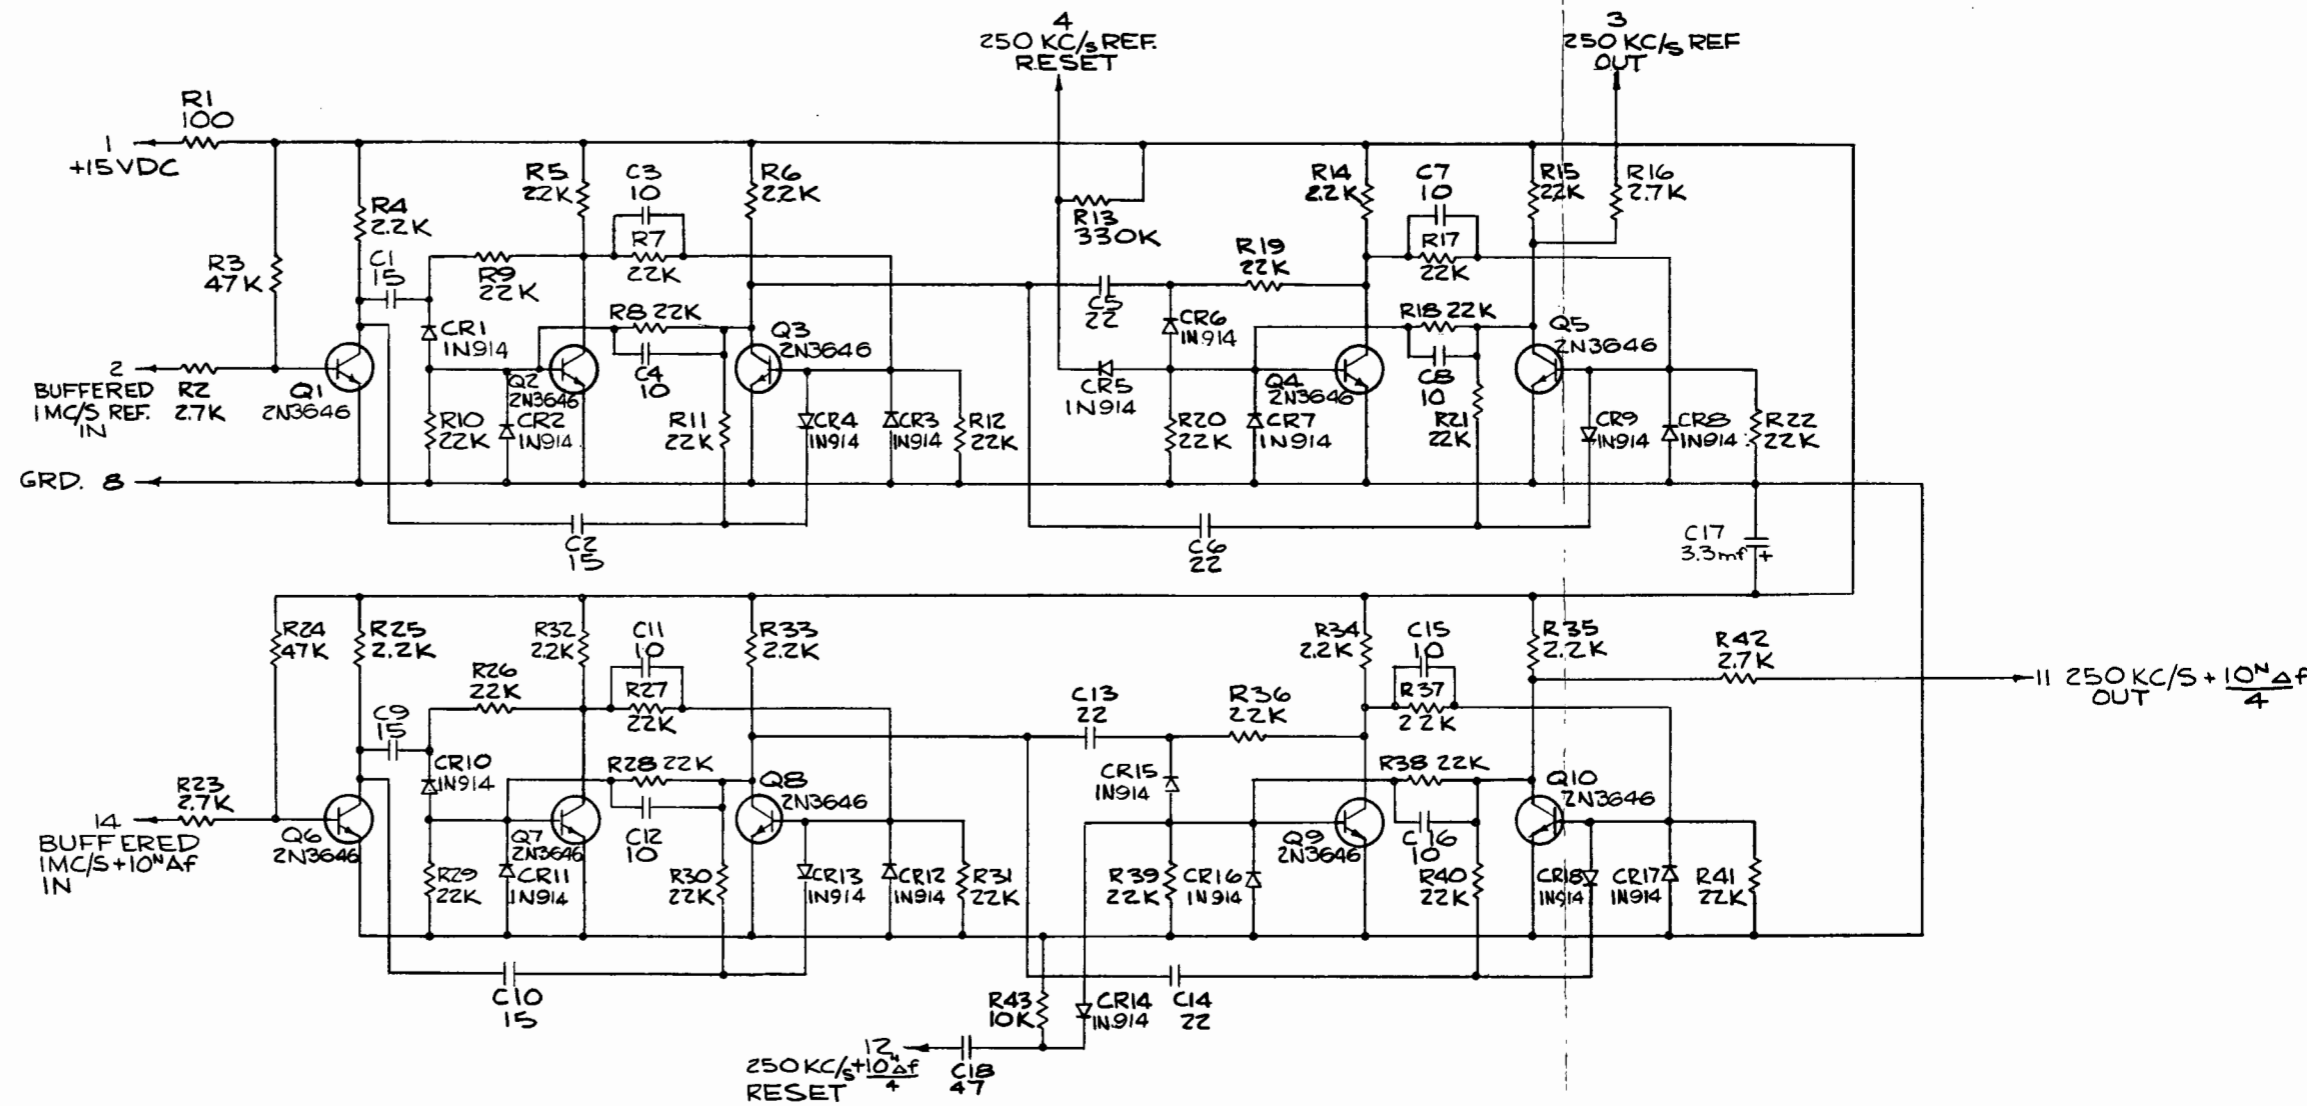 4
250 KC/S REF.
RESET
3
250 KC/S REF
OUT
R1
100
1
+15VDC
R3
47K
R4
2.2K
C1
15
R9
22K
R5
2.2K
C3
10
R7
22K
R6
2.2K
R13
330K
R19
22K
R14
2.2K
C7
10
R17
22K
R15
22K
R16
2.7K
2
BUFFERED
1MC/S REF.
IN
R2
2.7K
Q1
2N3646
CR1
1N914
R8 22K
C4
10
Q3
2N3646
C5
22
CR6
1N914
R18 22K
C8
10
Q5
2N3646
Q2
2N3646
CR5
1N914
Q4
2N3646
R10
22K
CR2
1N914
R11
22K
CR4
1N914
CR3
1N914
R12
22K
R20
22K
CR7
1N914
R21
22K
CR9
1N914
CR8
1N914
R22
22K
GRD. 8
C2
15
C6
22
C17
3.3mf
+
R24
47K
R25
2.2K
R32
2.2K
C11
10
R33
2.2K
R34
2.2K
C15
10
R35
2.2K
R42
2.7K
R26
22K
R27
22K
C9
15
C13
22
R36
22K
R37
22K
11 250 KC/S + 10ᴺ Δf
4
OUT
R23
2.7K
14
BUFFERED
1MC/S+10ᴺΔf
IN
Q6
2N3646
CR10
1N914
R28 22K
C12
10
Q8
2N3646
CR15
1N914
R38 22K
C16
10
Q10
2N3646
Q7
2N3646
Q9
2N3646
R29
22K
CR11
1N914
R30
22K
CR13
1N914
CR12
1N914
R31
22K
R39
22K
CR16
1N914
R40
22K
CR18
1N914
CR17
1N914
R41
22K
C10
15
R43
10K
CR14
1N914
C14
22
12
250KC/S+10ᴺΔf
4
RESET
C18
47